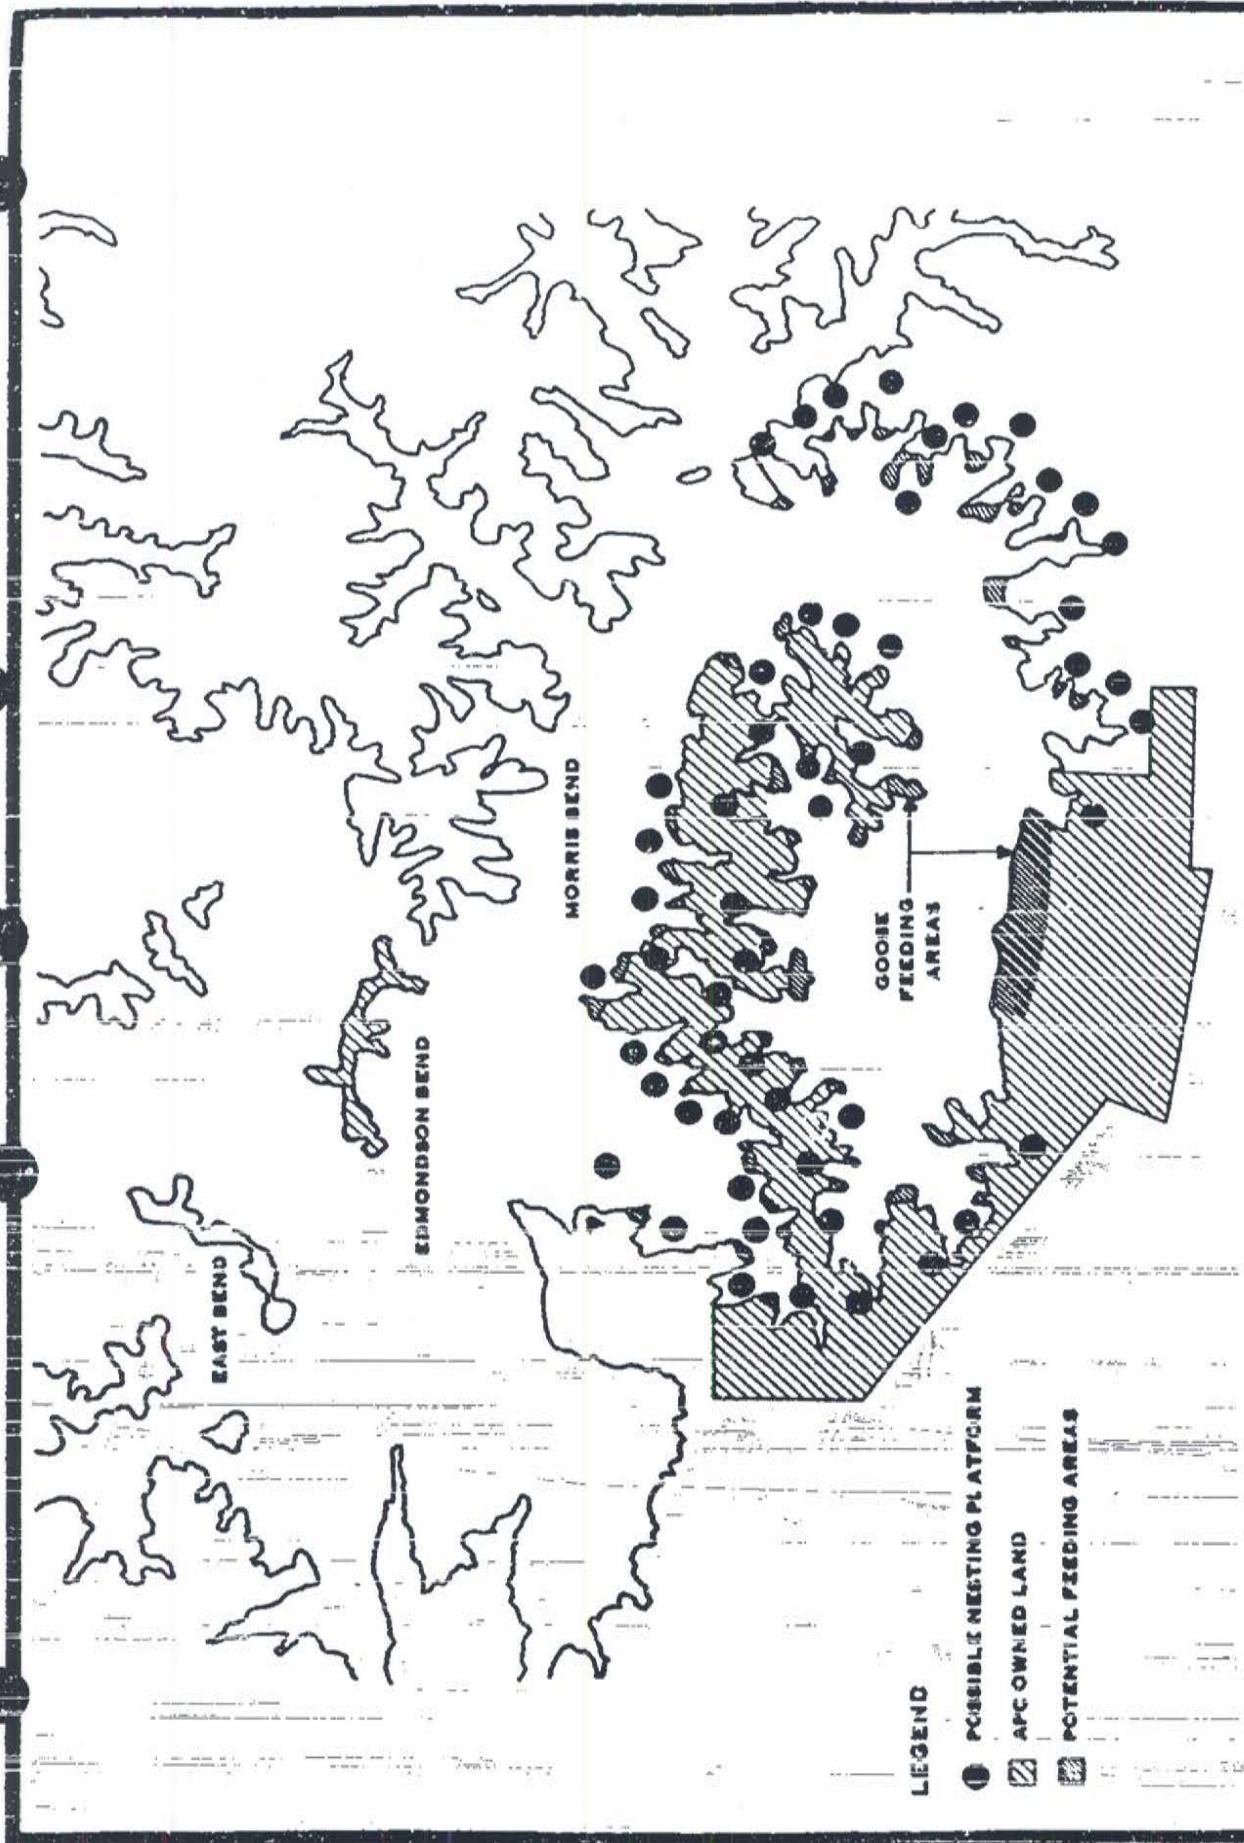 EAST BEND
EDMONDSON BEND
MORRIS BEND
GOOSE
FEEDING
AREAS
LEGEND
POSSIBLE NESTING PLATFORM
APC OWNED LAND
POTENTIAL FEEDING AREAS